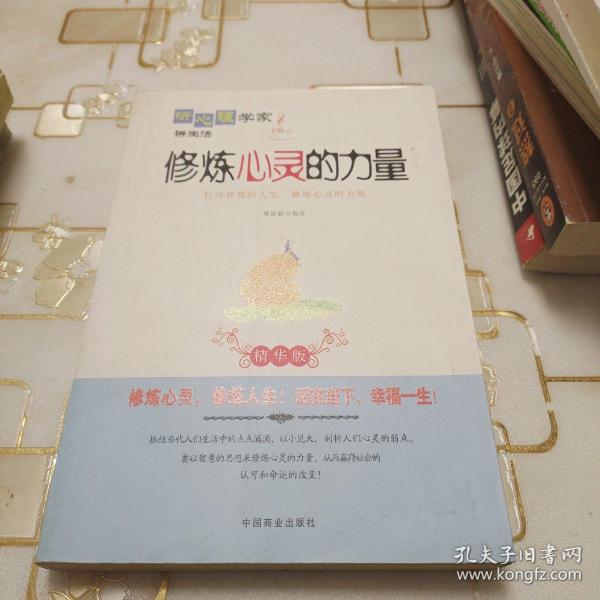 听心理学家
讲生活
修炼心灵的力量
打开智慧的人生 修炼心灵的力量
精华版
修炼心灵，修炼人生！活在当下，幸福一生！
抓住当代人们生活中的点点滴滴，以小见大，剖析人们心灵的弱点。
要以智慧的思想来修炼心灵的力量，从而赢得社会的
认可和命运的改变！
中国商业出版社
孔夫子旧书网
www.kongfz.com